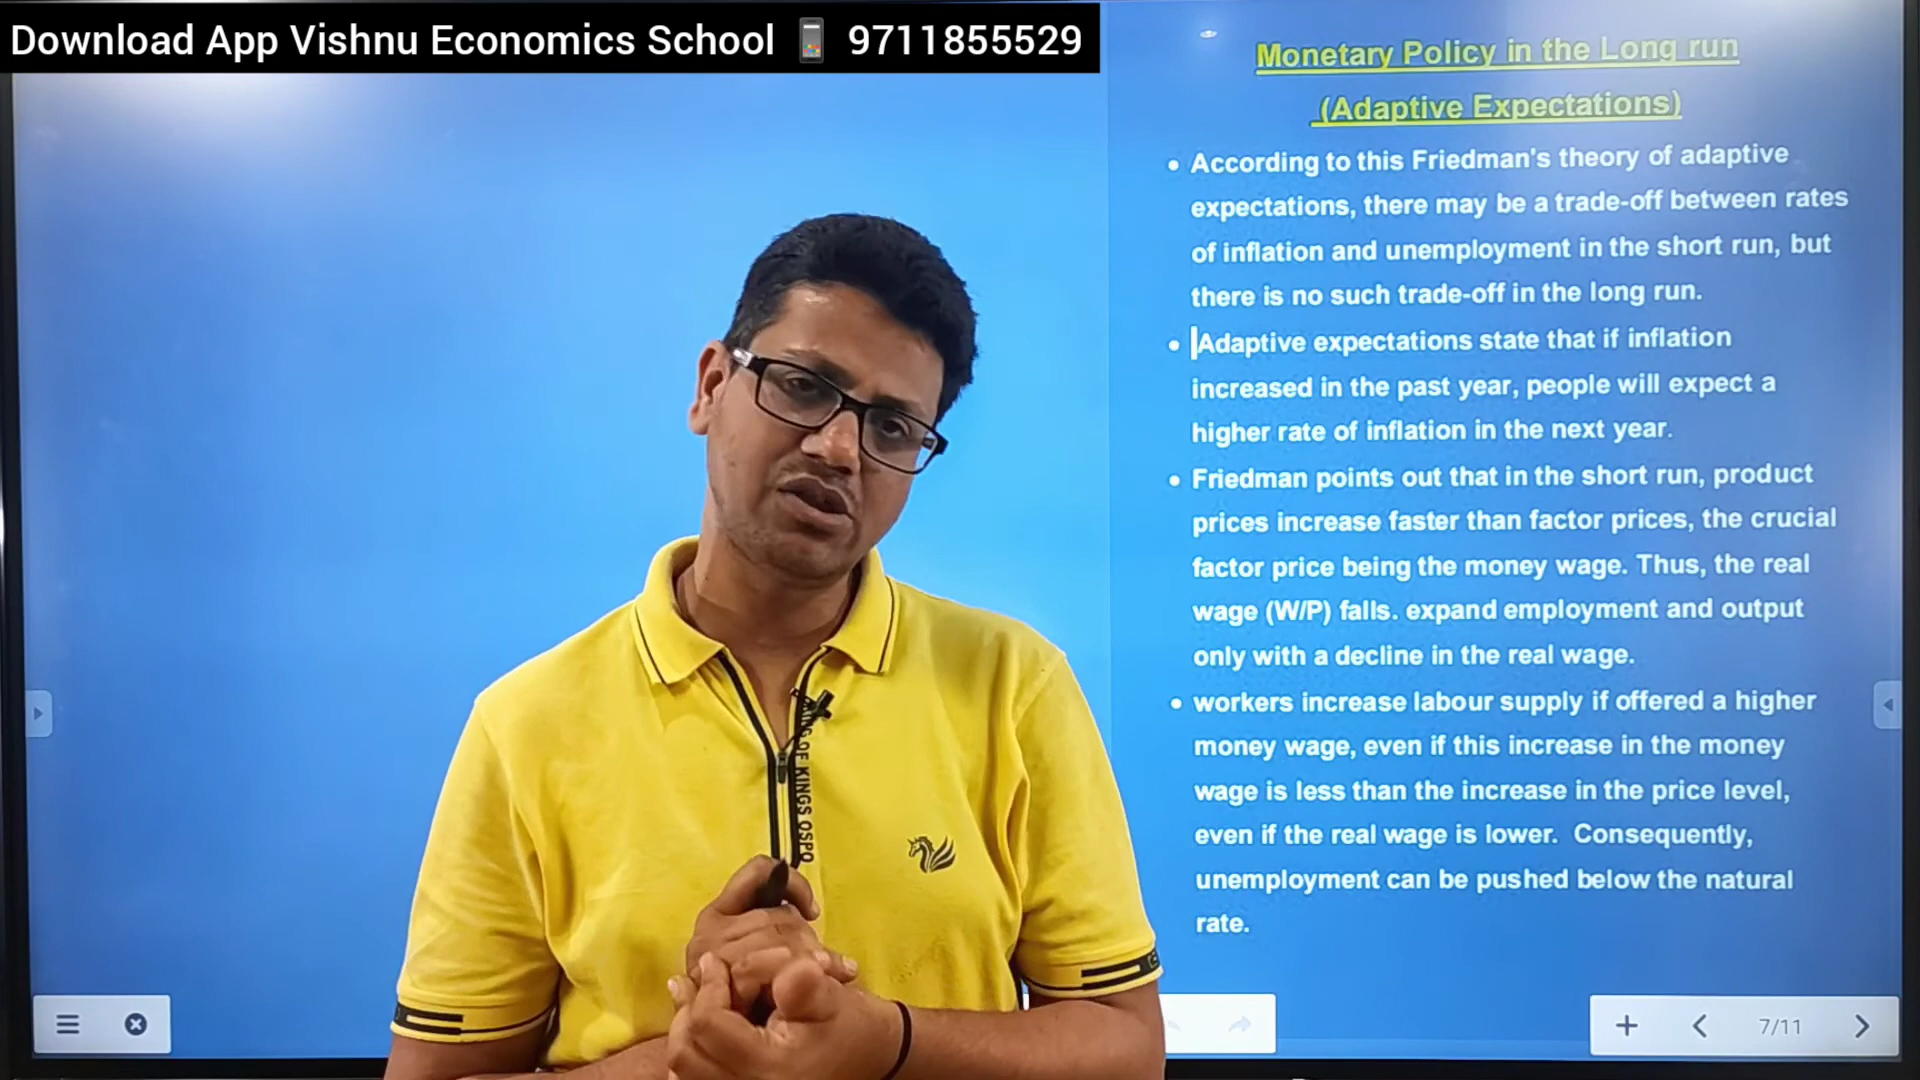 Download App Vishnu Economics School 📱 9711855529
Monetary Policy in the Long run
(Adaptive Expectations)
• According to this Friedman's theory of adaptive
expectations, there may be a trade-off between rates
of inflation and unemployment in the short run, but
there is no such trade-off in the long run.
• Adaptive expectations state that if inflation
increased in the past year, people will expect a
higher rate of inflation in the next year.
• Friedman points out that in the short run, product
prices increase faster than factor prices, the crucial
factor price being the money wage. Thus, the real
wage (W/P) falls. expand employment and output
only with a decline in the real wage.
• workers increase labour supply if offered a higher
money wage, even if this increase in the money
wage is less than the increase in the price level,
even if the real wage is lower. Consequently,
unemployment can be pushed below the natural
rate.
KING OF KINGS OSPO
7/11